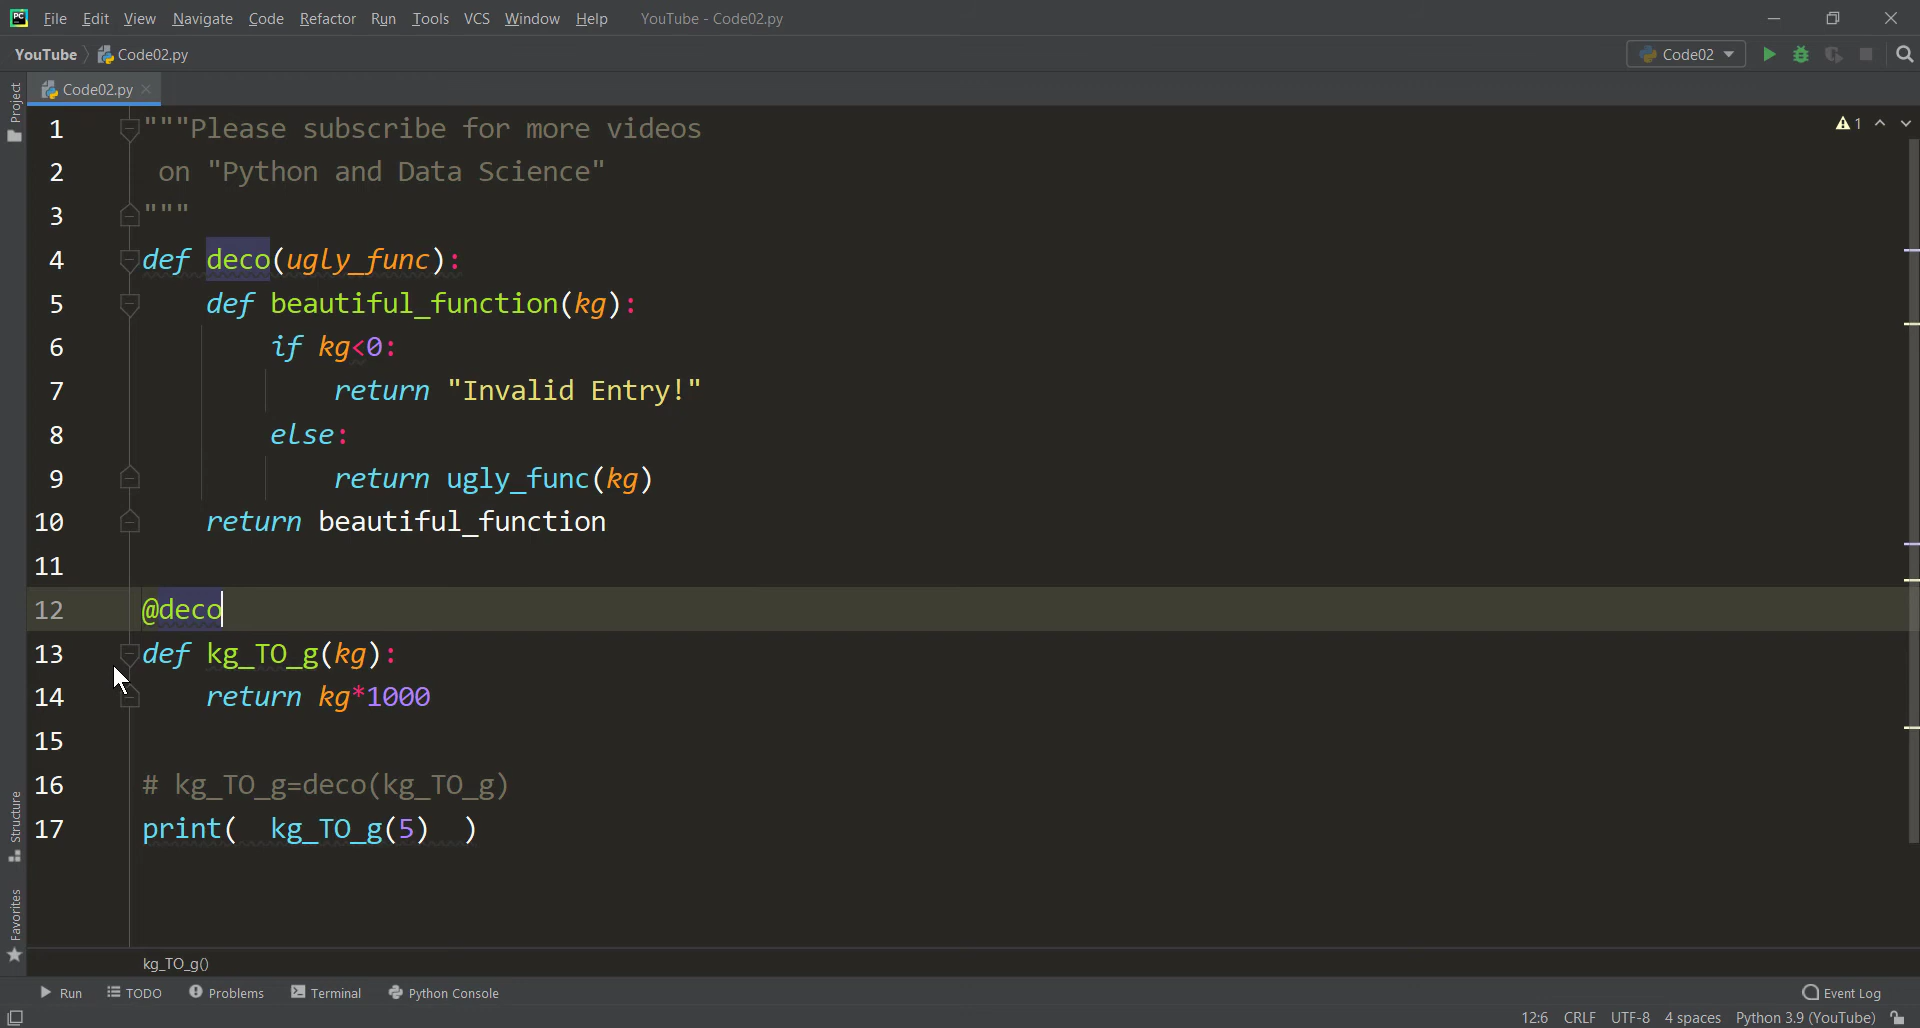 PC File Edit View Navigate Code Refactor Run Tools VCS Window Help YouTube - Code02.py
YouTube Code02.py Code02
Project
Code02.py
1 """Please subscribe for more videos 1
2 on "Python and Data Science"
3 """
4 def deco(ugly_func):
5 def beautiful_function(kg):
6 if kg<0:
7 return "Invalid Entry!"
8 else:
9 return ugly_func(kg)
10 return beautiful_function
11
12 @deco
13 def kg_TO_g(kg):
14 return kg*1000
15
16 # kg_TO_g=deco(kg_TO_g)
17 print(  kg_TO_g(5)  )
Structure
Favorites
kg_TO_g()
Run TODO Problems Terminal Python Console Event Log
12:6 CRLF UTF-8 4 spaces Python 3.9 (YouTube)